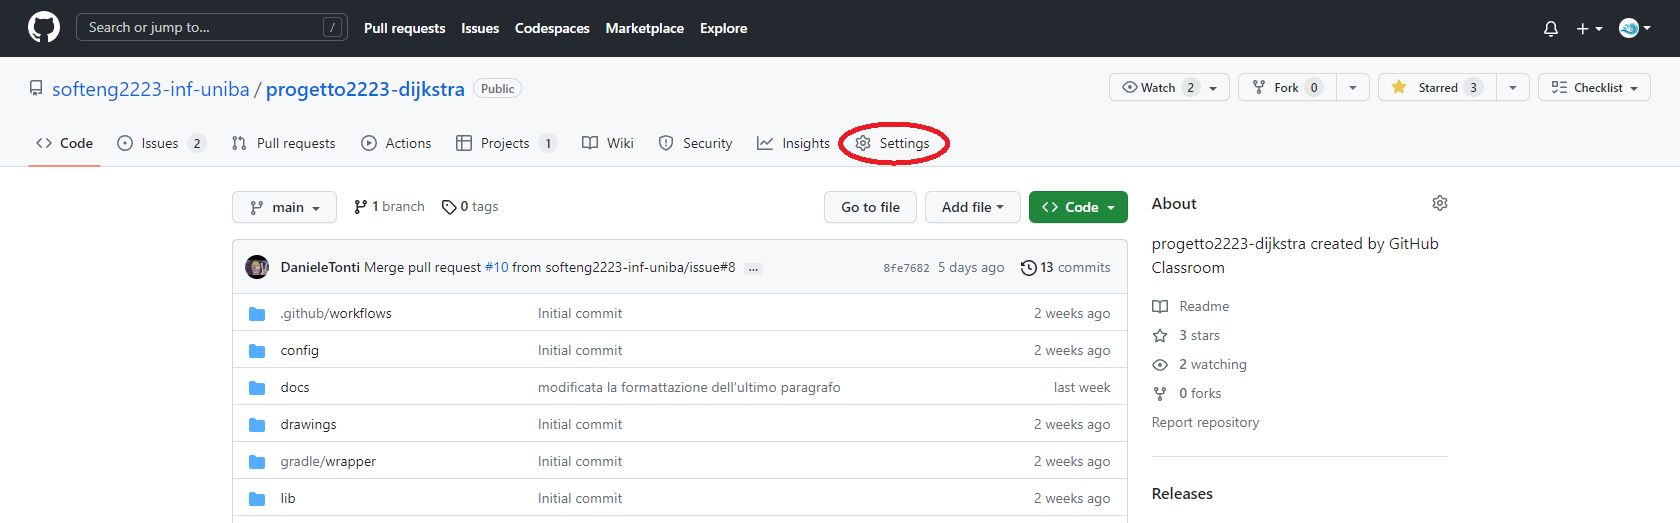 Search or jump to... / Pull requests Issues Codespaces Marketplace Explore
softeng2223-inf-uniba / progetto2223-dijkstra Public Watch 2 Fork 0 Starred 3 Checklist
Code Issues 2 Pull requests Actions Projects 1 Wiki Security Insights Settings
main 1 branch 0 tags Go to file Add file Code
DanieleTonti Merge pull request #10 from softeng2223-inf-uniba/issue#8 ... 8fe7682 5 days ago 13 commits
.github/workflows Initial commit 2 weeks ago
config Initial commit 2 weeks ago
docs modificata la formattazione dell'ultimo paragrafo last week
drawings Initial commit 2 weeks ago
gradle/wrapper Initial commit 2 weeks ago
lib Initial commit 2 weeks ago
About
progetto2223-dijkstra created by GitHub
Classroom
Readme
3 stars
2 watching
0 forks
Report repository
Releases